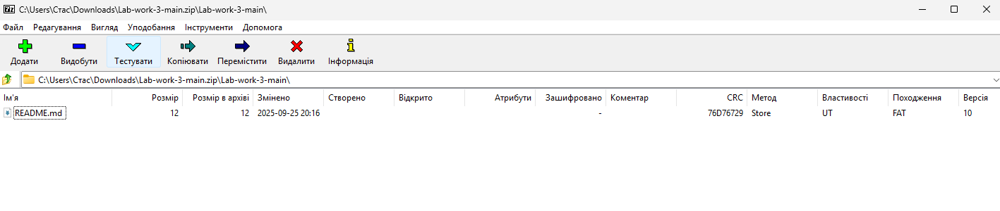 7z C:\Users\Стас\Downloads\Lab-work-3-main.zip\Lab-work-3-main\
Файл Редагування Вигляд Уподобання Інструменти Допомога
Додати Видобути Тестувати Копіювати Перемістити Видалити Інформація
C:\Users\Стас\Downloads\Lab-work-3-main.zip\Lab-work-3-main\
Ім'я Розмір Розмір в архіві Змінено Створено Відкрито Атрибути Зашифровано Коментар CRC Метод Властивості Походження Версія
README.md 12 12 2025-09-25 20:16 - 76D76729 Store UT FAT 10